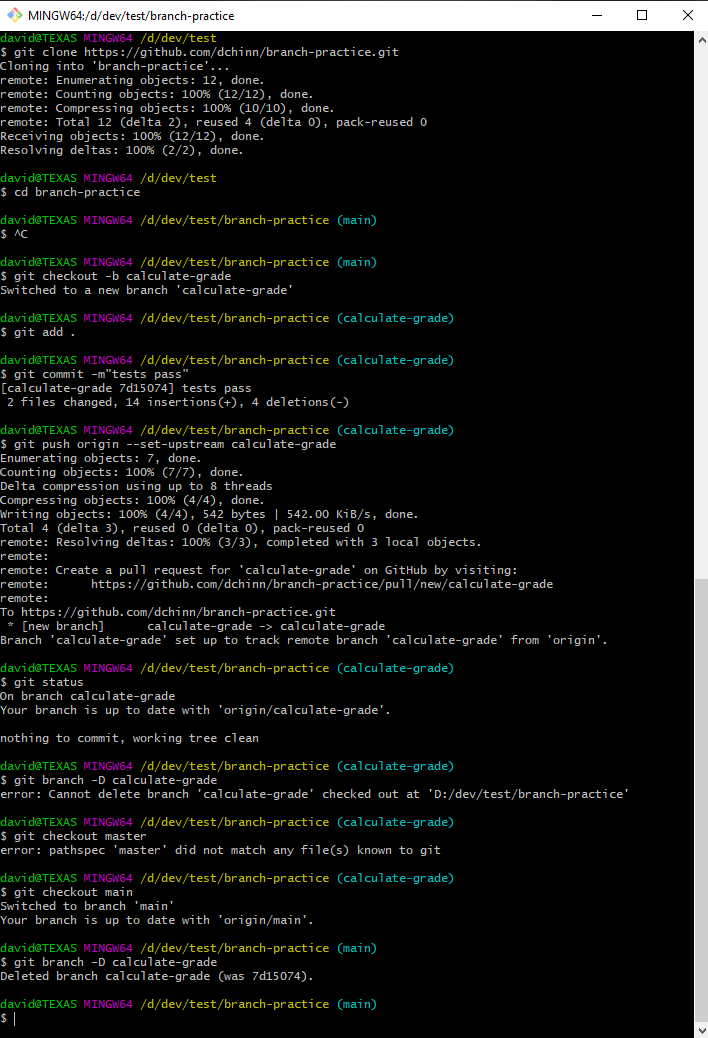 MINGW64:/d/dev/test/branch-practice
david@TEXAS MINGW64 /d/dev/test
$ git clone https://github.com/dchinn/branch-practice.git
Cloning into 'branch-practice'...
remote: Enumerating objects: 12, done.
remote: Counting objects: 100% (12/12), done.
remote: Compressing objects: 100% (10/10), done.
remote: Total 12 (delta 2), reused 4 (delta 0), pack-reused 0
Receiving objects: 100% (12/12), done.
Resolving deltas: 100% (2/2), done.
david@TEXAS MINGW64 /d/dev/test
$ cd branch-practice
david@TEXAS MINGW64 /d/dev/test/branch-practice (main)
$ ^C
david@TEXAS MINGW64 /d/dev/test/branch-practice (main)
$ git checkout -b calculate-grade
Switched to a new branch 'calculate-grade'
david@TEXAS MINGW64 /d/dev/test/branch-practice (calculate-grade)
$ git add .
david@TEXAS MINGW64 /d/dev/test/branch-practice (calculate-grade)
$ git commit -m"tests pass"
[calculate-grade 7d15074] tests pass
 2 files changed, 14 insertions(+), 4 deletions(-)
david@TEXAS MINGW64 /d/dev/test/branch-practice (calculate-grade)
$ git push origin --set-upstream calculate-grade
Enumerating objects: 7, done.
Counting objects: 100% (7/7), done.
Delta compression using up to 8 threads
Compressing objects: 100% (4/4), done.
Writing objects: 100% (4/4), 542 bytes | 542.00 KiB/s, done.
Total 4 (delta 3), reused 0 (delta 0), pack-reused 0
remote: Resolving deltas: 100% (3/3), completed with 3 local objects.
remote:
remote: Create a pull request for 'calculate-grade' on GitHub by visiting:
remote:      https://github.com/dchinn/branch-practice/pull/new/calculate-grade
remote:
To https://github.com/dchinn/branch-practice.git
 * [new branch]      calculate-grade -> calculate-grade
Branch 'calculate-grade' set up to track remote branch 'calculate-grade' from 'origin'.
david@TEXAS MINGW64 /d/dev/test/branch-practice (calculate-grade)
$ git status
On branch calculate-grade
Your branch is up to date with 'origin/calculate-grade'.
nothing to commit, working tree clean
david@TEXAS MINGW64 /d/dev/test/branch-practice (calculate-grade)
$ git branch -D calculate-grade
error: Cannot delete branch 'calculate-grade' checked out at 'D:/dev/test/branch-practice'
david@TEXAS MINGW64 /d/dev/test/branch-practice (calculate-grade)
$ git checkout master
error: pathspec 'master' did not match any file(s) known to git
david@TEXAS MINGW64 /d/dev/test/branch-practice (calculate-grade)
$ git checkout main
Switched to branch 'main'
Your branch is up to date with 'origin/main'.
david@TEXAS MINGW64 /d/dev/test/branch-practice (main)
$ git branch -D calculate-grade
Deleted branch calculate-grade (was 7d15074).
david@TEXAS MINGW64 /d/dev/test/branch-practice (main)
$